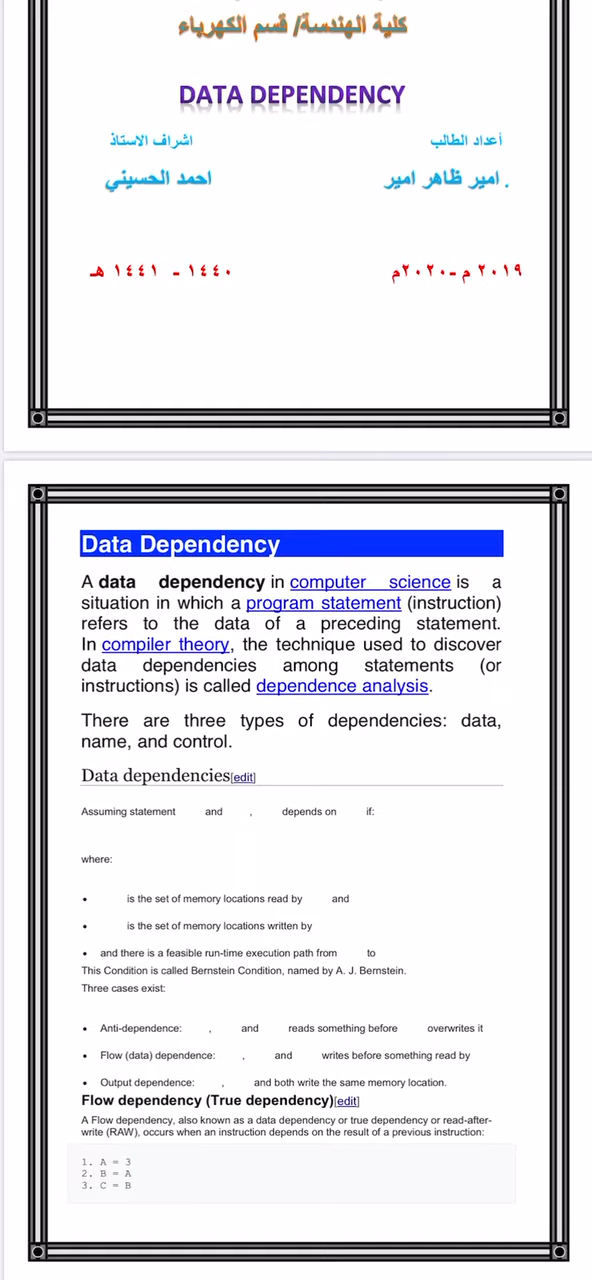 كلية الهندسة/ قسم الكهرباء
DATA DEPENDENCY
أعداد الطالب
اشراف الاستاذ
. امير ظاهر امير
احمد الحسيني
٢٠١٩ م -٢٠٢٠م
١٤٤٠ - ١٤٤١ هـ
Data Dependency
A data dependency in computer science is a
situation in which a program statement (instruction)
refers to the data of a preceding statement.
In compiler theory, the technique used to discover
data dependencies among statements (or
instructions) is called dependence analysis.
There are three types of dependencies: data,
name, and control.
Data dependencies[edit]
Assuming statement and , depends on if:
where:
• is the set of memory locations read by and
• is the set of memory locations written by
• and there is a feasible run-time execution path from to
This Condition is called Bernstein Condition, named by A. J. Bernstein.
Three cases exist:
• Anti-dependence: , and reads something before overwrites it
• Flow (data) dependence: , and writes before something read by
• Output dependence: , and both write the same memory location.
Flow dependency (True dependency)[edit]
A Flow dependency, also known as a data dependency or true dependency or read-after-
write (RAW), occurs when an instruction depends on the result of a previous instruction:
1. A = 3
2. B = A
3. C = B